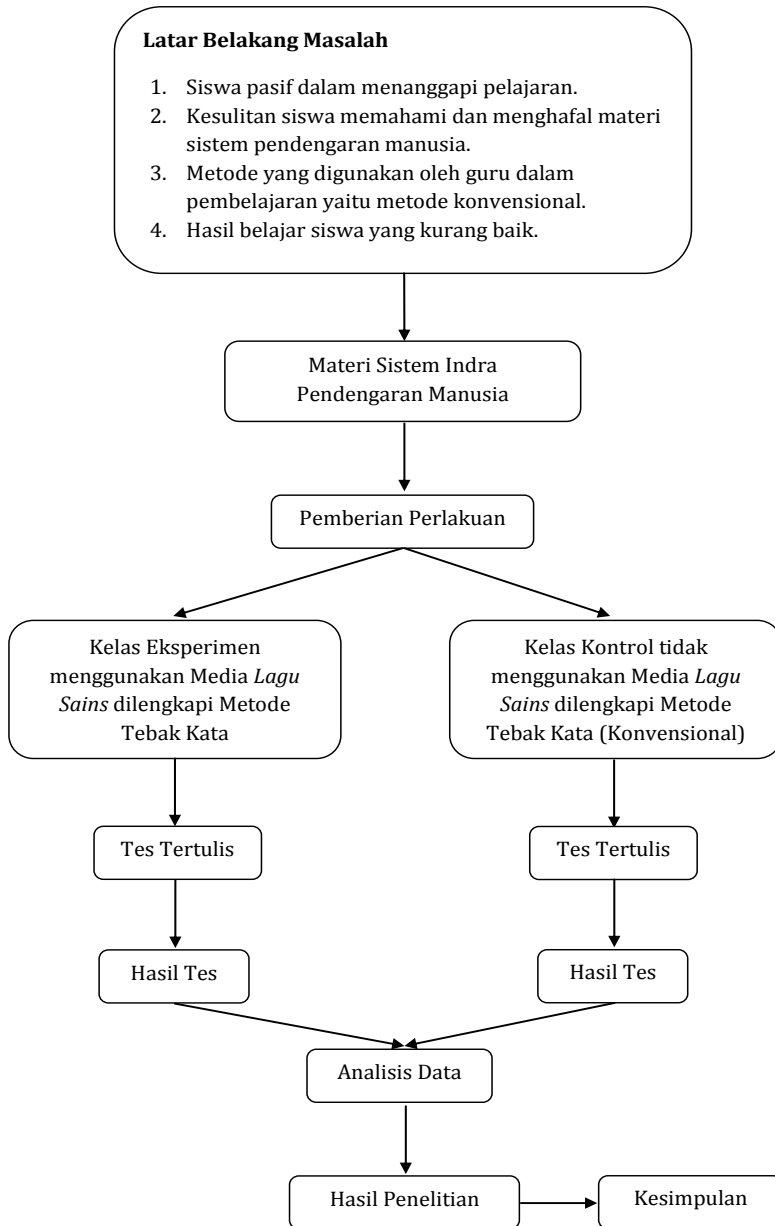 Latar Belakang Masalah
1. Siswa pasif dalam menanggapi pelajaran.
2. Kesulitan siswa memahami dan menghafal materi
sistem pendengaran manusia.
3. Metode yang digunakan oleh guru dalam
pembelajaran yaitu metode konvensional.
4. Hasil belajar siswa yang kurang baik.
Materi Sistem Indra
Pendengaran Manusia
Pemberian Perlakuan
Kelas Eksperimen
menggunakan Media Lagu
Sains dilengkapi Metode
Tebak Kata
Kelas Kontrol tidak
menggunakan Media Lagu
Sains dilengkapi Metode
Tebak Kata (Konvensional)
Tes Tertulis
Tes Tertulis
Hasil Tes
Hasil Tes
Analisis Data
Hasil Penelitian
Kesimpulan